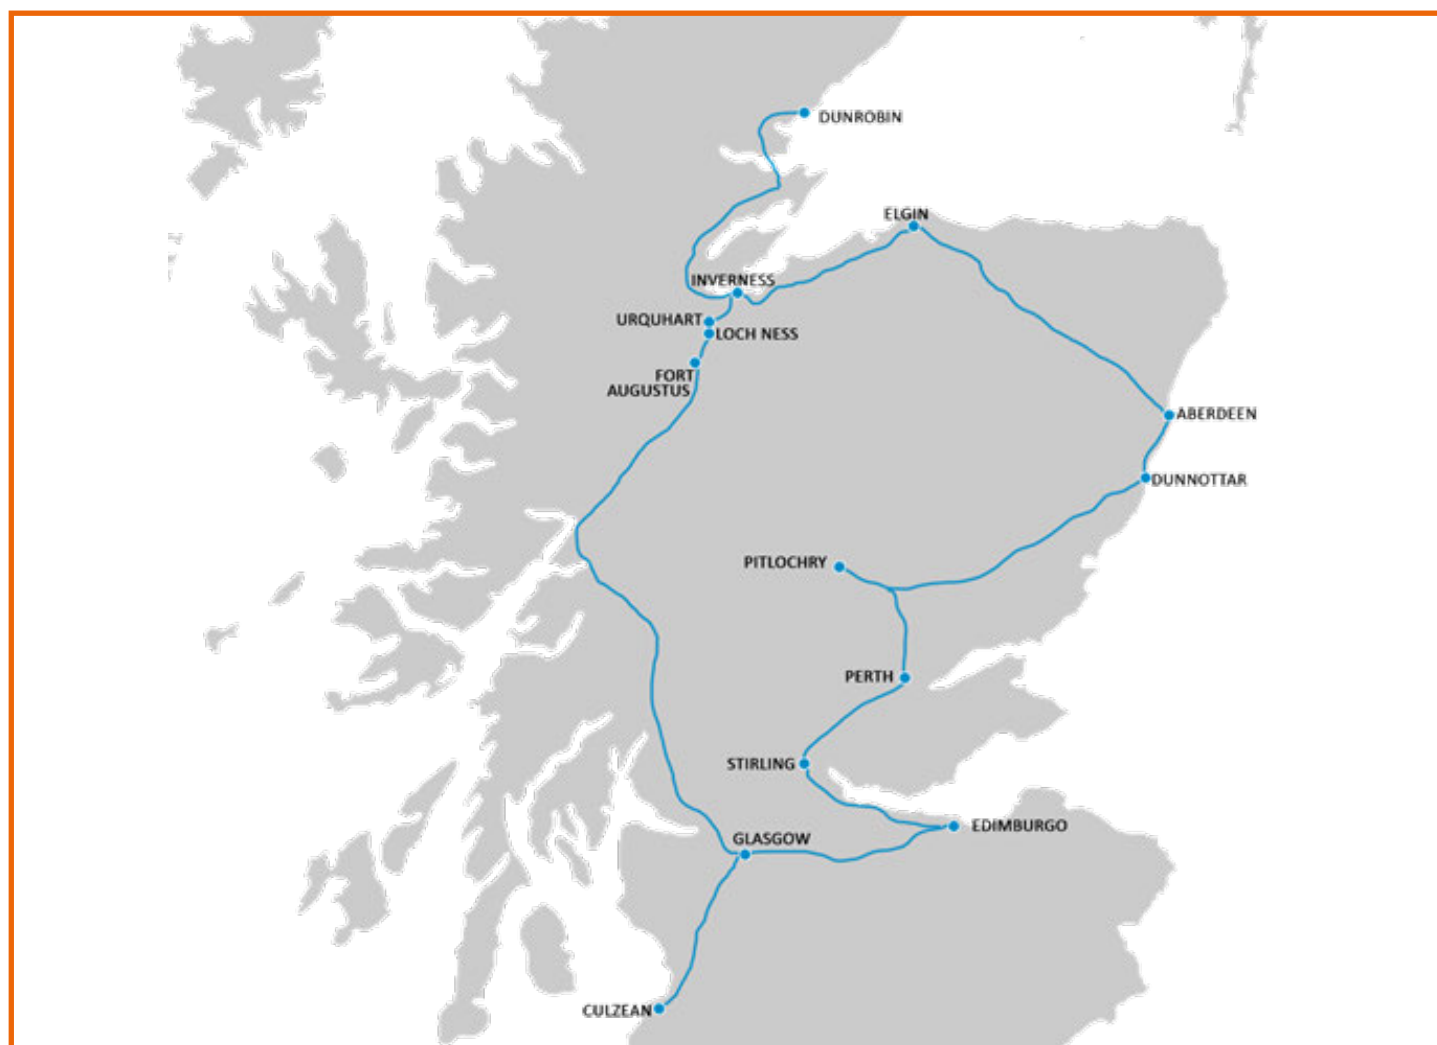 DUNROBIN
ELGIN
INVERNESS
URQUHART
LOCH NESS
FORT
AUGUSTUS
ABERDEEN
DUNNOTTAR
PITLOCHRY
PERTH
STIRLING
EDIMBURGO
GLASGOW
CULZEAN